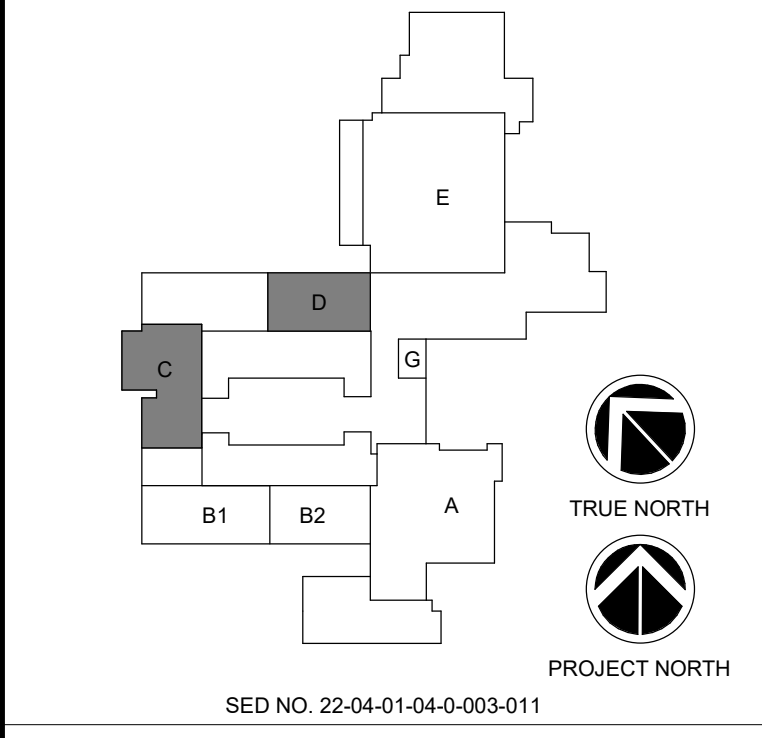 E
D
G
C
A
B1
B2
TRUE NORTH
PROJECT NORTH
SED NO. 22-04-01-04-0-003-011